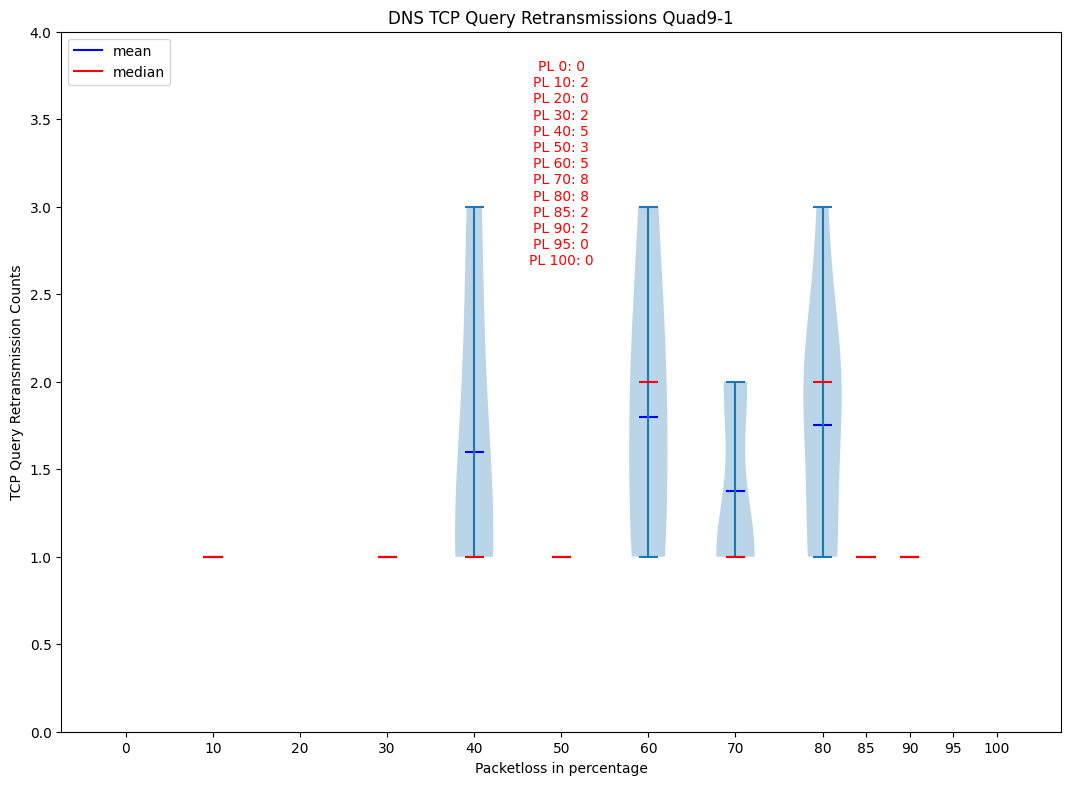 DNS TCP Query Retransmissions Quad9-1
mean
median
PL 0: 0
PL 10: 2
PL 20: 0
PL 30: 2
PL 40: 5
PL 50: 3
PL 60: 5
PL 70: 8
PL 80: 8
PL 85: 2
PL 90: 2
PL 95: 0
PL 100: 0
TCP Query Retransmission Counts
4.0
3.5
3.0
2.5
2.0
1.5
1.0
0.5
0.0
0 10 20 30 40 50 60 70 80 85 90 95 100
Packetloss in percentage